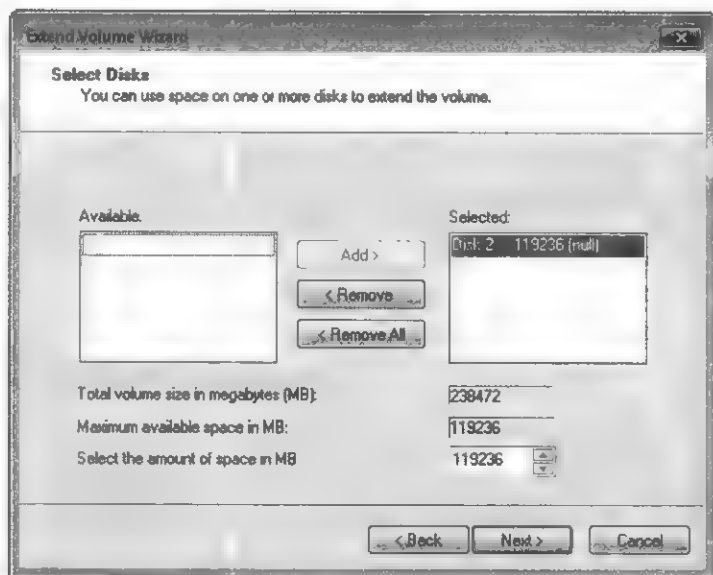 Extend Volume Wizard
Select Disks
You can use space on one or more disks to extend the volume.
Available:
Selected:
Disk 2 119236 (null)
Add >
< Remove
< Remove All
Total volume size in megabytes (MB): 238472
Maximum available space in MB: 119236
Select the amount of space in MB 119236
< Back Next > Cancel